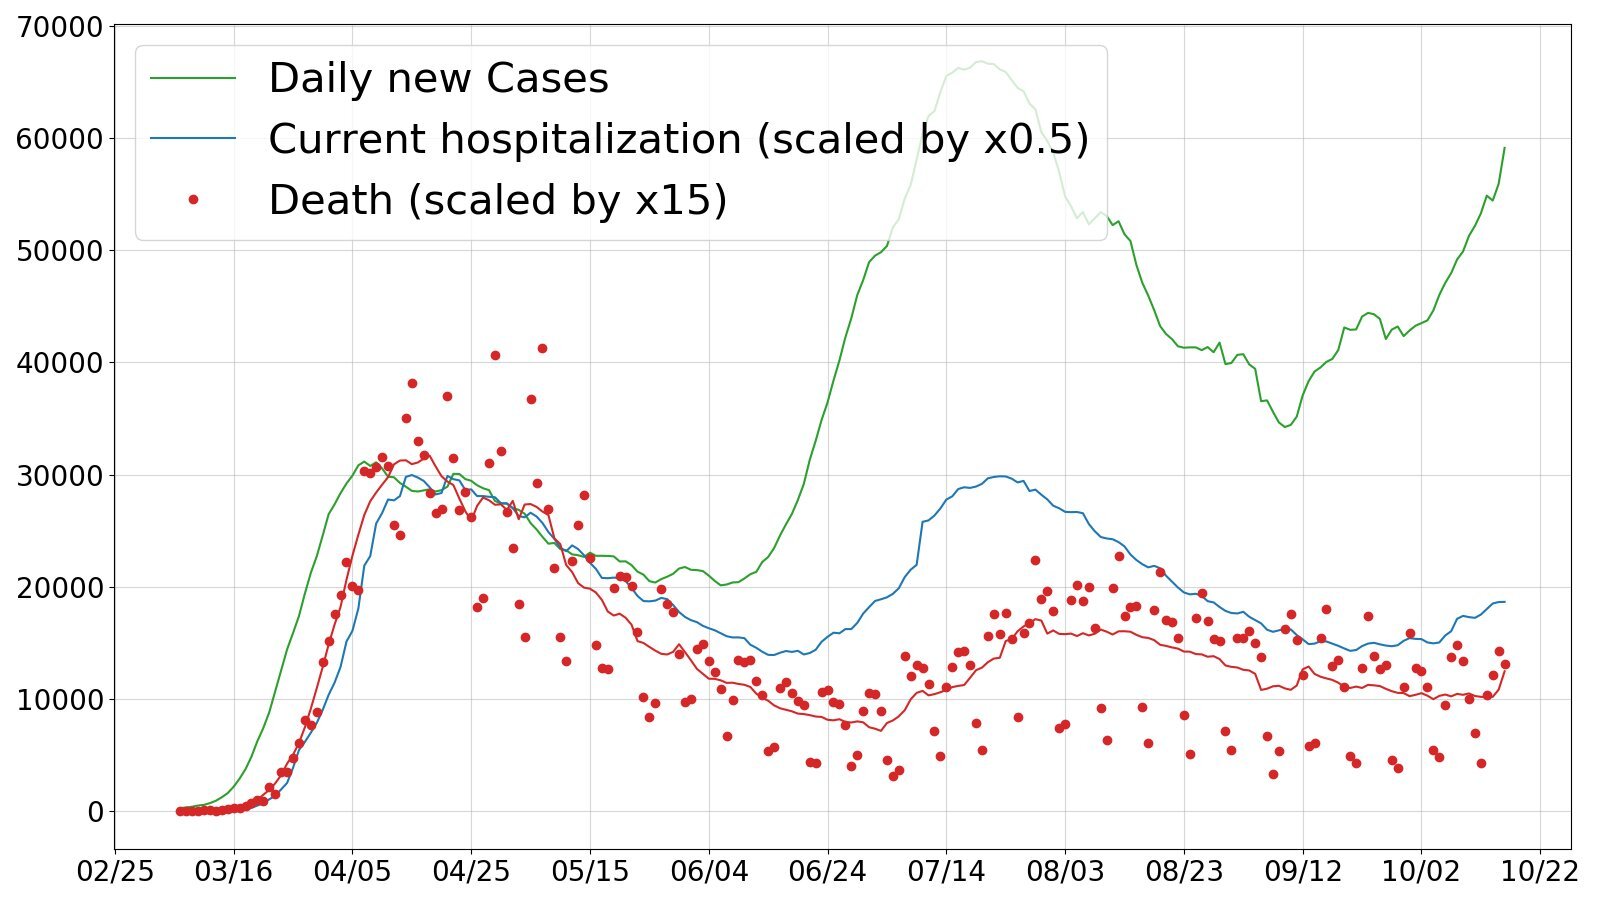 70000
60000
50000
40000
30000
20000
10000
0
Daily new Cases
Current hospitalization (scaled by x0.5)
Death (scaled by x15)
02/25 03/16 04/05 04/25 05/15 06/04 06/24 07/14 08/03 08/23 09/12 10/02 10/22